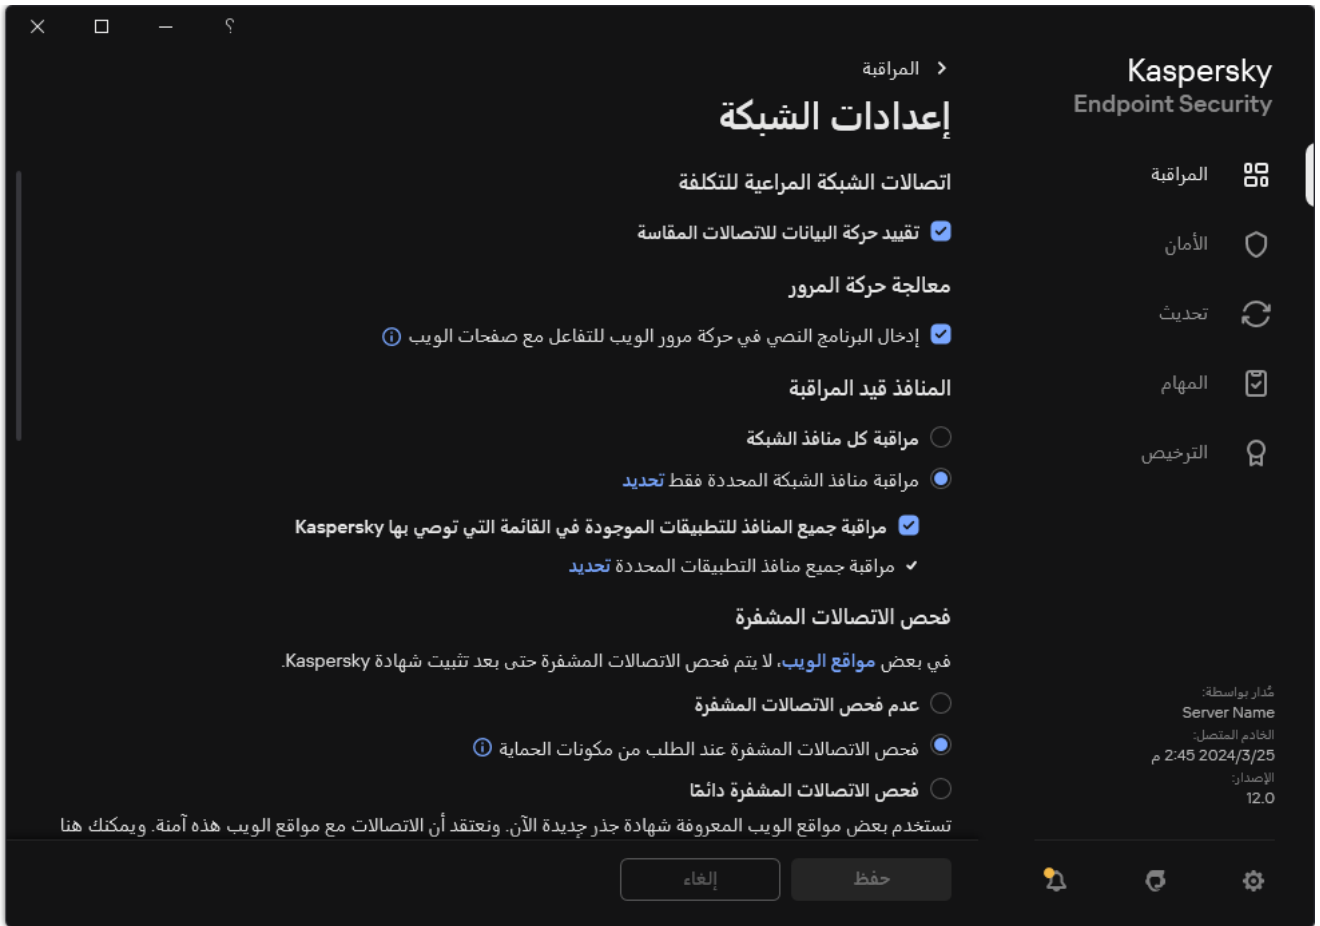 ؟
Kaspersky
Endpoint Security
المراقبة
الأمان
تحديث
المهام
الترخيص
مُدار بواسطة:
Server Name
الخادم المتصل:
2024/3/25 2:45 م
الإصدار:
12.0
المراقبة
إعدادات الشبكة
اتصالات الشبكة المراعية للتكلفة
تقييد حركة البيانات للاتصالات المقاسة
معالجة حركة المرور
إدخال البرنامج النصي في حركة مرور الويب للتفاعل مع صفحات الويب
المنافذ قيد المراقبة
مراقبة كل منافذ الشبكة
مراقبة منافذ الشبكة المحددة فقط تحديد
مراقبة جميع المنافذ للتطبيقات الموجودة في القائمة التي توصي بها Kaspersky
مراقبة جميع منافذ التطبيقات المحددة تحديد
فحص الاتصالات المشفرة
في بعض مواقع الويب، لا يتم فحص الاتصالات المشفرة حتى بعد تثبيت شهادة Kaspersky.
عدم فحص الاتصالات المشفرة
فحص الاتصالات المشفرة عند الطلب من مكونات الحماية
فحص الاتصالات المشفرة دائمًا
تستخدم بعض مواقع الويب المعروفة شهادة جذر جديدة الآن. ونعتقد أن الاتصالات مع مواقع الويب هذه آمنة. ويمكنك هنا
حفظ
إلغاء